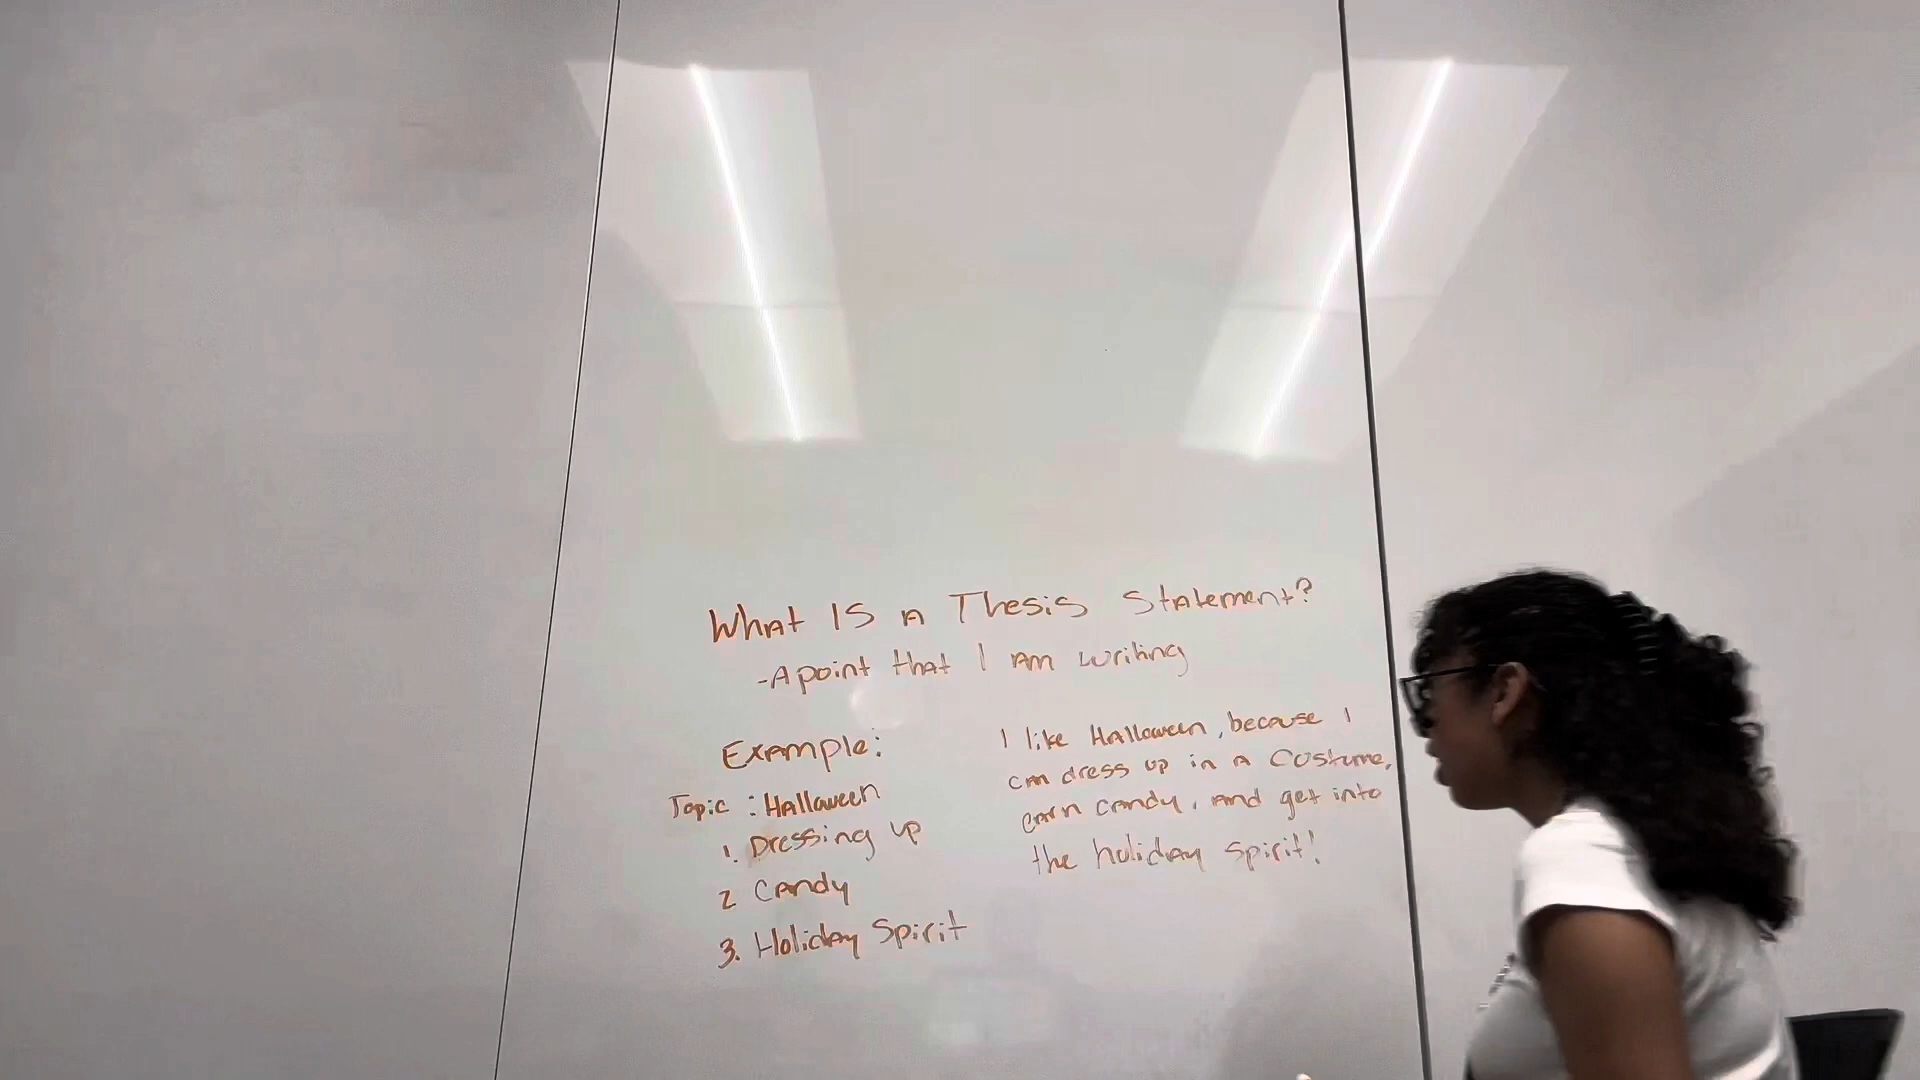 What Is a Thesis Statement?
-A point that I am writing
Example:
Topic : Halloween
1. Dressing up
2 Candy
3. Holiday Spirit
I like Halloween, because I
can dress up in a Costume,
earn candy, and get into
the holiday spirit!